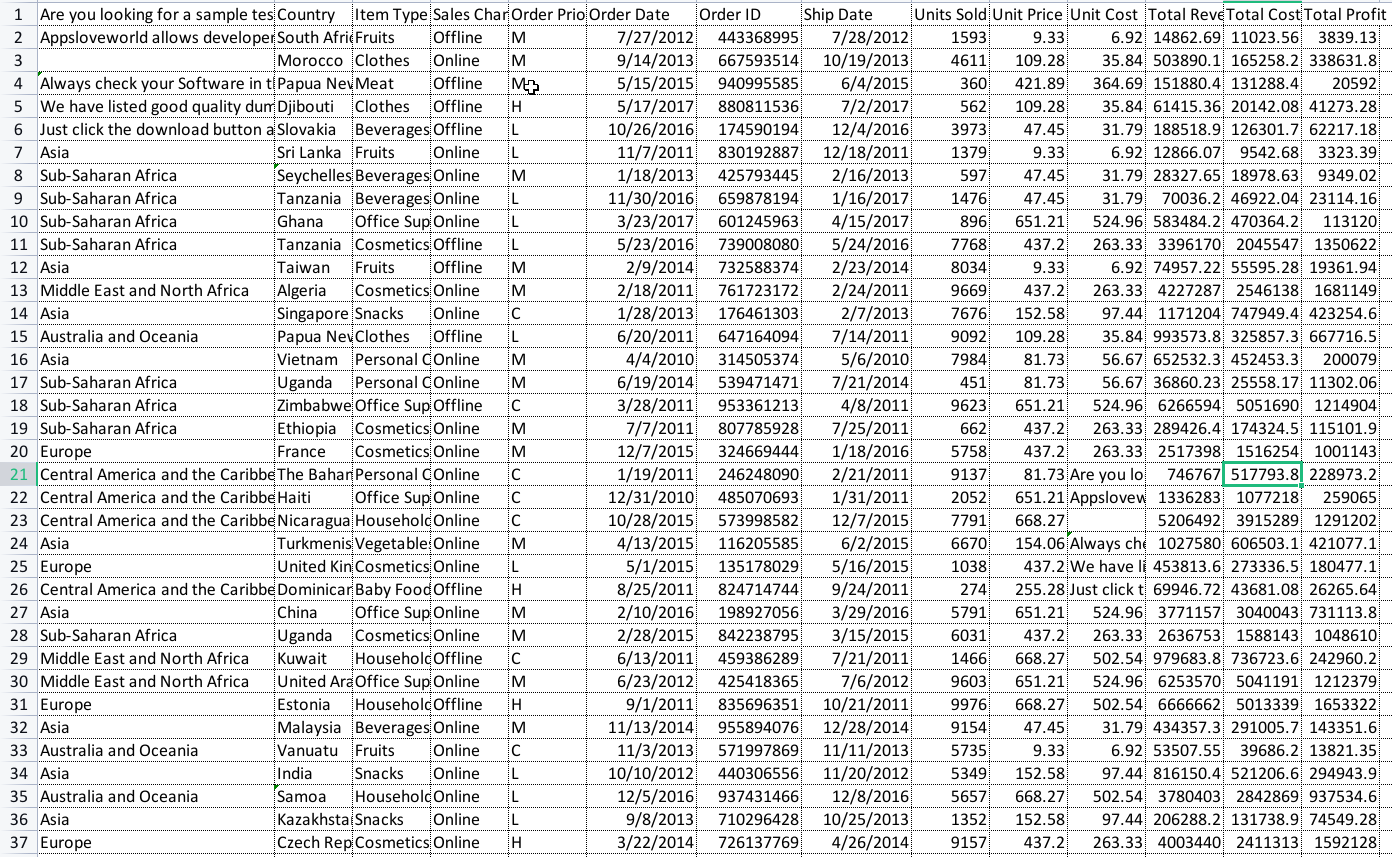 1 Are you looking for a sample tes Country Item Type Sales Char Order Prio Order Date Order ID Ship Date Units Sold Unit Price Unit Cost Total Reve Total Cost Total Profit
2 Appsloveworld allows developer South Afri Fruits Offline M 7/27/2012 443368995 7/28/2012 1593 9.33 6.92 14862.69 11023.56 3839.13
3 Morocco Clothes Online M 9/14/2013 667593514 10/19/2013 4611 109.28 35.84 503890.1 165258.2 338631.8
4 Always check your Software in t Papua Nev Meat Offline M 5/15/2015 940995585 6/4/2015 360 421.89 364.69 151880.4 131288.4 20592
5 We have listed good quality dum Djibouti Clothes Offline H 5/17/2017 880811536 7/2/2017 562 109.28 35.84 61415.36 20142.08 41273.28
6 Just click the download button a Slovakia Beverages Offline L 10/26/2016 174590194 12/4/2016 3973 47.45 31.79 188518.9 126301.7 62217.18
7 Asia Sri Lanka Fruits Online L 11/7/2011 830192887 12/18/2011 1379 9.33 6.92 12866.07 9542.68 3323.39
8 Sub-Saharan Africa Seychelles Beverages Online M 1/18/2013 425793445 2/16/2013 597 47.45 31.79 28327.65 18978.63 9349.02
9 Sub-Saharan Africa Tanzania Beverages Online L 11/30/2016 659878194 1/16/2017 1476 47.45 31.79 70036.2 46922.04 23114.16
10 Sub-Saharan Africa Ghana Office Sup Online L 3/23/2017 601245963 4/15/2017 896 651.21 524.96 583484.2 470364.2 113120
11 Sub-Saharan Africa Tanzania Cosmetics Offline L 5/23/2016 739008080 5/24/2016 7768 437.2 263.33 3396170 2045547 1350622
12 Asia Taiwan Fruits Offline M 2/9/2014 732588374 2/23/2014 8034 9.33 6.92 74957.22 55595.28 19361.94
13 Middle East and North Africa Algeria Cosmetics Online M 2/18/2011 761723172 2/24/2011 9669 437.2 263.33 4227287 2546138 1681149
14 Asia Singapore Snacks Online C 1/28/2013 176461303 2/7/2013 7676 152.58 97.44 1171204 747949.4 423254.6
15 Australia and Oceania Papua Nev Clothes Offline L 6/20/2011 647164094 7/14/2011 9092 109.28 35.84 993573.8 325857.3 667716.5
16 Asia Vietnam Personal C Online M 4/4/2010 314505374 5/6/2010 7984 81.73 56.67 652532.3 452453.3 200079
17 Sub-Saharan Africa Uganda Personal C Online M 6/19/2014 539471471 7/21/2014 451 81.73 56.67 36860.23 25558.17 11302.06
18 Sub-Saharan Africa Zimbabwe Office Sup Offline C 3/28/2011 953361213 4/8/2011 9623 651.21 524.96 6266594 5051690 1214904
19 Sub-Saharan Africa Ethiopia Cosmetics Online M 7/7/2011 807785928 7/25/2011 662 437.2 263.33 289426.4 174324.5 115101.9
20 Europe France Cosmetics Online M 12/7/2015 324669444 1/18/2016 5758 437.2 263.33 2517398 1516254 1001143
21 Central America and the Caribbe The Bahar Personal C Online C 1/19/2011 246248090 2/21/2011 9137 81.73 Are you lo 746767 517793.8 228973.2
22 Central America and the Caribbe Haiti Office Sup Online C 12/31/2010 485070693 1/31/2011 2052 651.21 Appslovew 1336283 1077218 259065
23 Central America and the Caribbe Nicaragua Househole Online C 10/28/2015 573998582 12/7/2015 7791 668.27 5206492 3915289 1291202
24 Asia Turkmenis Vegetable Online M 4/13/2015 116205585 6/2/2015 6670 154.06 Always che 1027580 606503.1 421077.1
25 Europe United Kin Cosmetics Online L 5/1/2015 135178029 5/16/2015 1038 437.2 We have li 453813.6 273336.5 180477.1
26 Central America and the Caribbe Dominicar Baby Food Offline H 8/25/2011 824714744 9/24/2011 274 255.28 Just click t 69946.72 43681.08 26265.64
27 Asia China Office Sup Online M 2/10/2016 198927056 3/29/2016 5791 651.21 524.96 3771157 3040043 731113.8
28 Sub-Saharan Africa Uganda Cosmetics Online M 2/28/2015 842238795 3/15/2015 6031 437.2 263.33 2636753 1588143 1048610
29 Middle East and North Africa Kuwait Househole Offline C 6/13/2011 459386289 7/21/2011 1466 668.27 502.54 979683.8 736723.6 242960.2
30 Middle East and North Africa United Ara Office Sup Online M 6/23/2012 425418365 7/6/2012 9603 651.21 524.96 6253570 5041191 1212379
31 Europe Estonia Househole Offline H 9/1/2011 835696351 10/21/2011 9976 668.27 502.54 6666662 5013339 1653322
32 Asia Malaysia Beverages Online M 11/13/2014 955894076 12/28/2014 9154 47.45 31.79 434357.3 291005.7 143351.6
33 Australia and Oceania Vanuatu Fruits Online C 11/3/2013 571997869 11/11/2013 5735 9.33 6.92 53507.55 39686.2 13821.35
34 Asia India Snacks Online L 10/10/2012 440306556 11/20/2012 5349 152.58 97.44 816150.4 521206.6 294943.9
35 Australia and Oceania Samoa Househole Online L 12/5/2016 937431466 12/8/2016 5657 668.27 502.54 3780403 2842867 937534.0
36 Asia Kazakhsta Snacks Online L 9/8/2013 710296428 10/25/2013 1352 152.58 97.44 206288.2 131738.9 74549.28
37 Europe Czech Rep Cosmetics Online H 3/22/2014 726137769 4/26/2014 9157 437.2 263.33 4003440 2411313 1592128